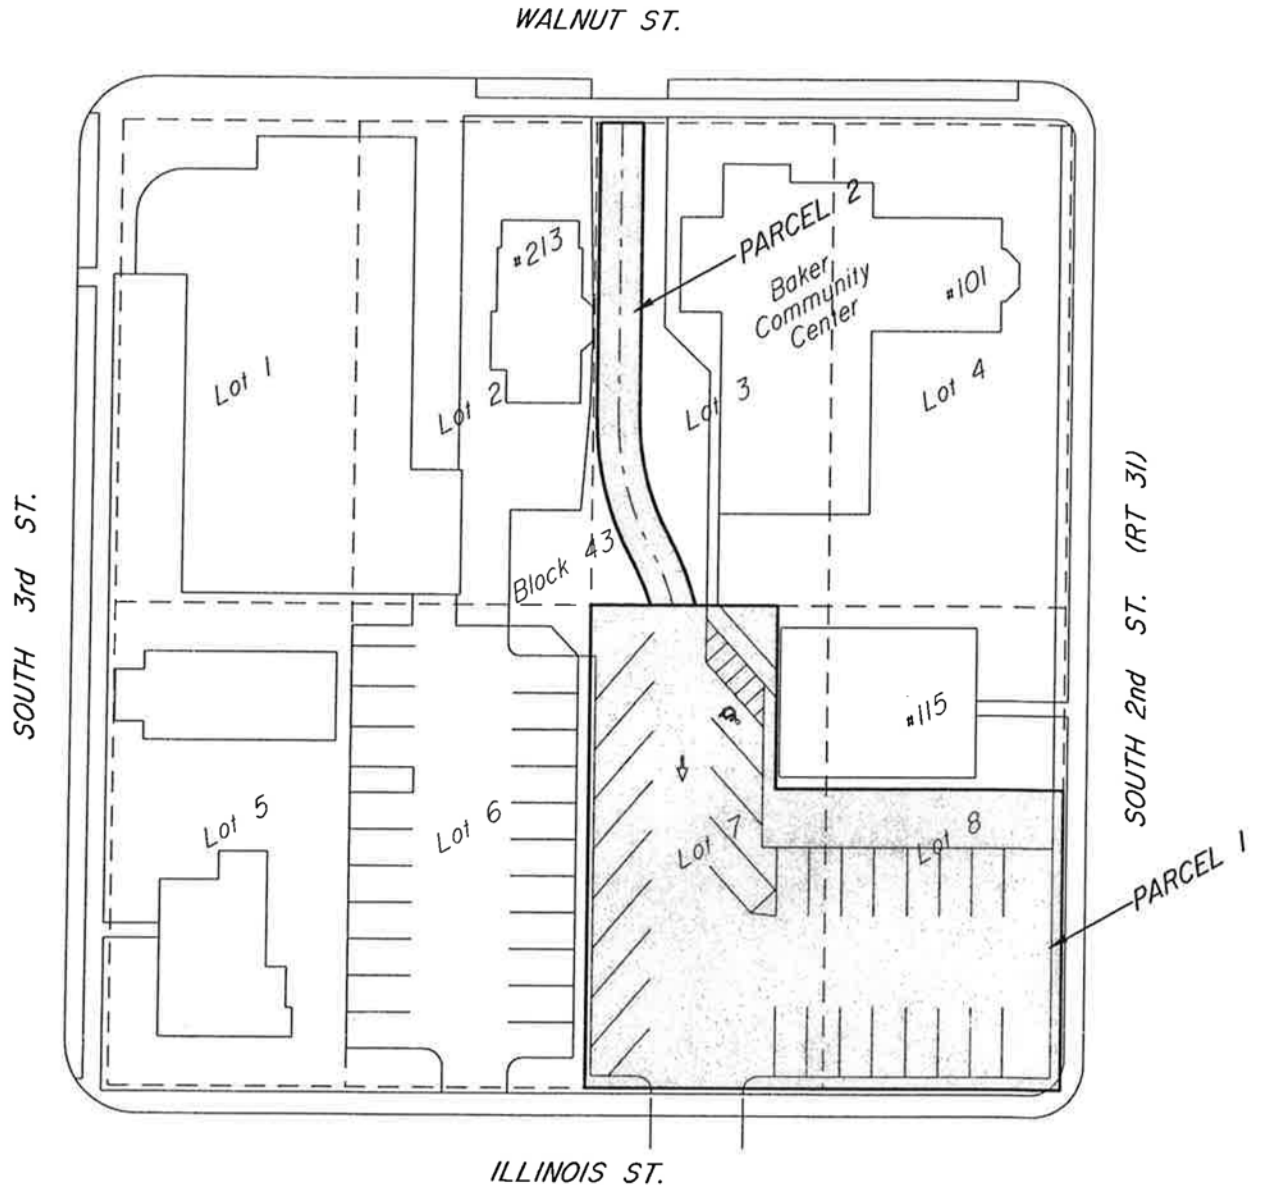 WALNUT ST.
PARCEL 2
#213
Baker
Community
Center
#101
Lot 1
Lot 2
Lot 3
Lot 4
SOUTH 3rd ST.
SOUTH 2nd ST. (RT 31)
Block 43
#115
Lot 5
Lot 6
Lot 7
Lot 8
PARCEL 1
ILLINOIS ST.